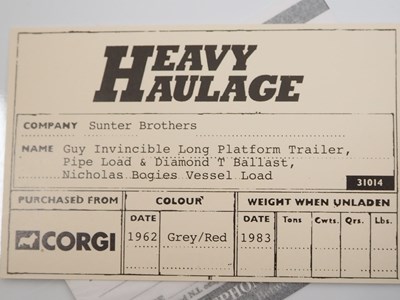 HEAVY
HAULAGE
COMPANY Sunter Brothers
NAME Guy Invincible Long Platform Trailer,
Pipe Load & Diamond T Ballast,
Nicholas Bogies Vessel Load
31014
PURCHASED FROM COLOUR WEIGHT WHEN UNLADEN
CORGI DATE 1962 Grey/Red DATE 1983 Tons Cwts. Qrs. Lbs.